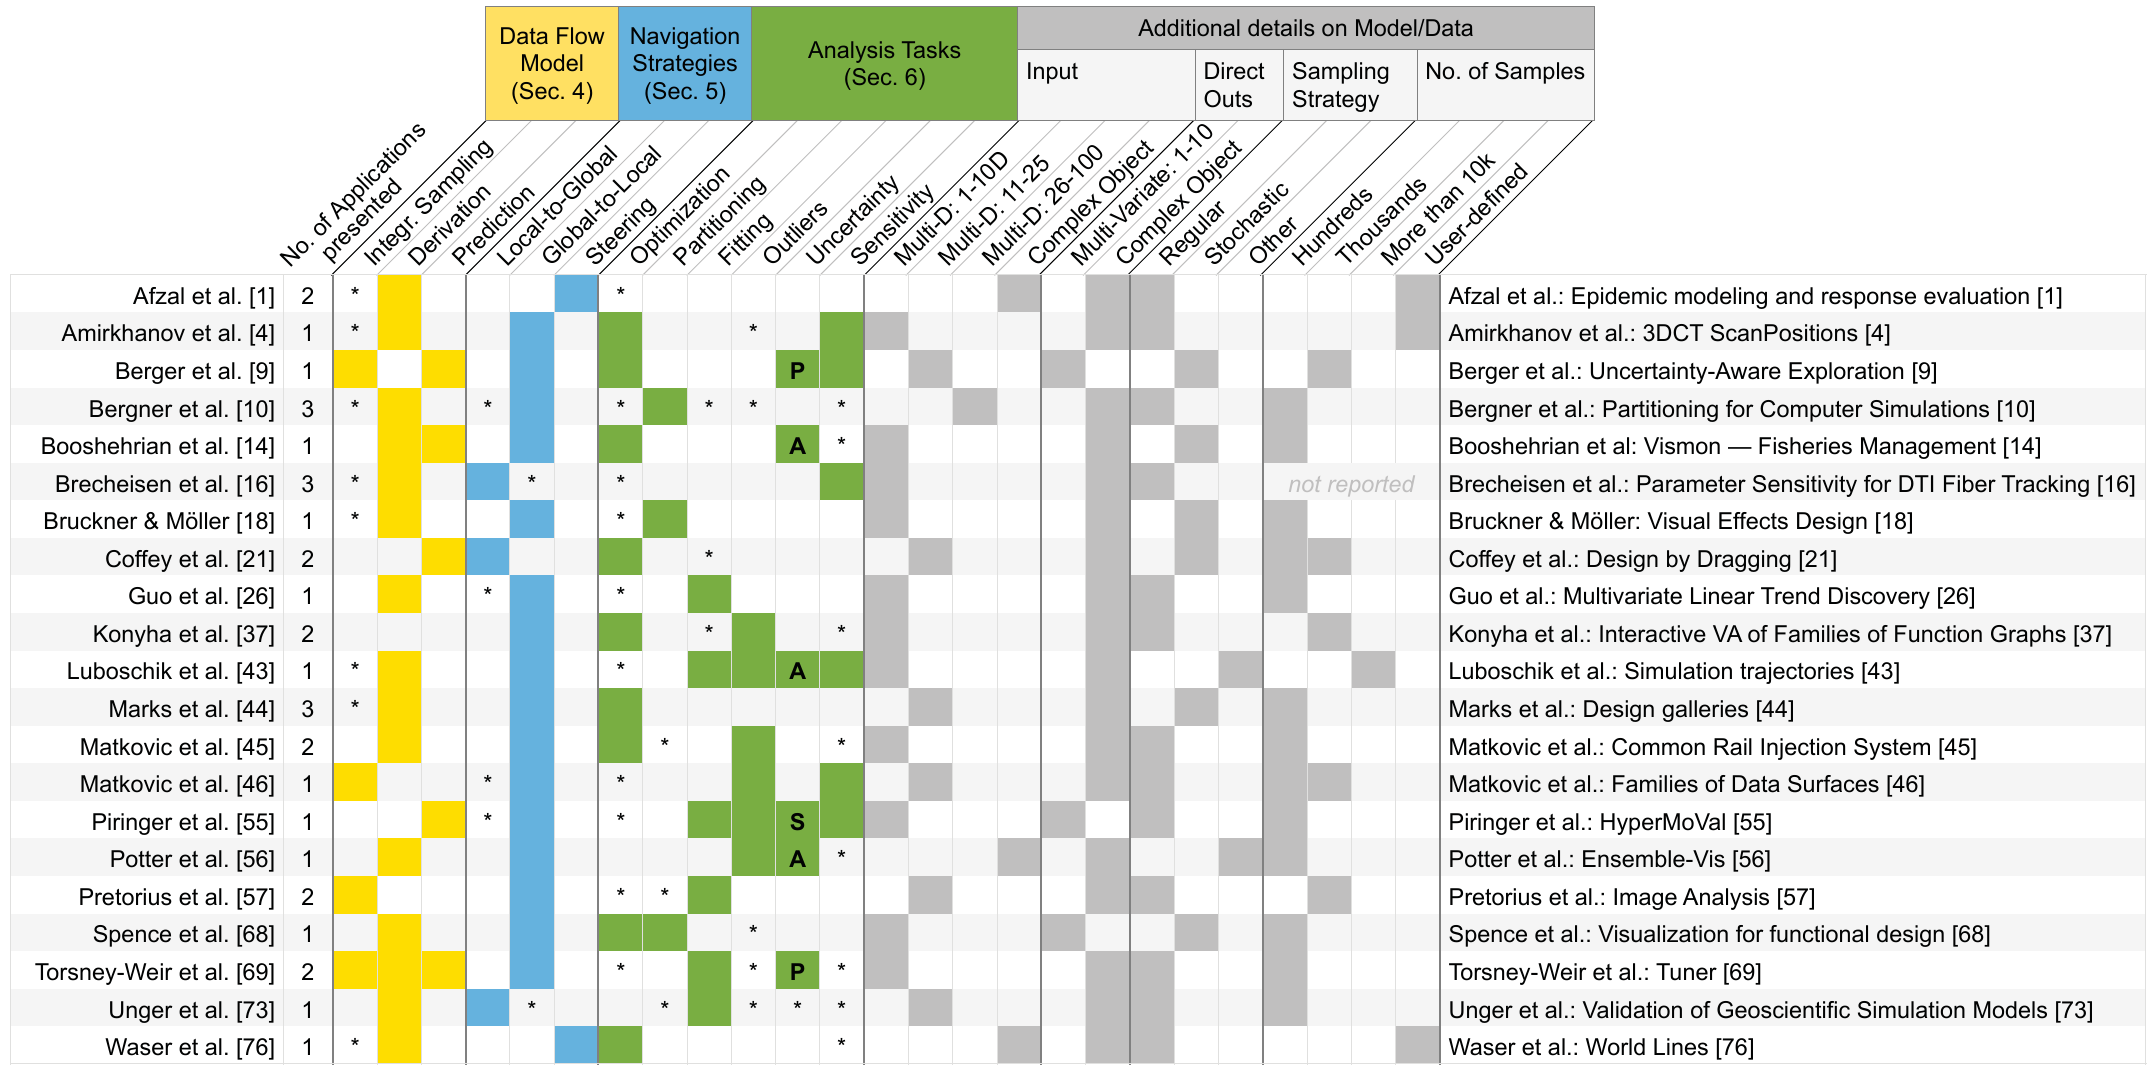 Data Flow Model (Sec. 4)
Navigation Strategies (Sec. 5)
Analysis Tasks (Sec. 6)
Additional details on Model/Data
Input
Direct Outs
Sampling Strategy
No. of Samples
No. of Applications presented
Integr. Sampling
Derivation
Prediction
Local-to-Global
Global-to-Local
Steering
Optimization
Partitioning
Fitting
Outliers
Uncertainty
Sensitivity
Multi-D: 1-10D
Multi-D: 11-25
Multi-D: 26-100
Complex Object
Multi-Variate: 1-10
Complex Object
Regular
Stochastic
Other
Hundreds
Thousands
More than 10k
User-defined
Afzal et al. [1] 2 * * Afzal et al.: Epidemic modeling and response evaluation [1]
Amirkhanov et al. [4] 1 * * Amirkhanov et al.: 3DCT ScanPositions [4]
Berger et al. [9] 1 P Berger et al.: Uncertainty-Aware Exploration [9]
Bergner et al. [10] 3 * * * * * * Bergner et al.: Partitioning for Computer Simulations [10]
Booshehrian et al. [14] 1 A * Booshehrian et al: Vismon — Fisheries Management [14]
Brecheisen et al. [16] 3 * * * not reported Brecheisen et al.: Parameter Sensitivity for DTI Fiber Tracking [16]
Bruckner & Möller [18] 1 * * Bruckner & Möller: Visual Effects Design [18]
Coffey et al. [21] 2 * Coffey et al.: Design by Dragging [21]
Guo et al. [26] 1 * * Guo et al.: Multivariate Linear Trend Discovery [26]
Konyha et al. [37] 2 * * Konyha et al.: Interactive VA of Families of Function Graphs [37]
Luboschik et al. [43] 1 * * A Luboschik et al.: Simulation trajectories [43]
Marks et al. [44] 3 * Marks et al.: Design galleries [44]
Matkovic et al. [45] 2 * * Matkovic et al.: Common Rail Injection System [45]
Matkovic et al. [46] 1 * * Matkovic et al.: Families of Data Surfaces [46]
Piringer et al. [55] 1 * * S Piringer et al.: HyperMoVal [55]
Potter et al. [56] 1 A * Potter et al.: Ensemble-Vis [56]
Pretorius et al. [57] 2 * * Pretorius et al.: Image Analysis [57]
Spence et al. [68] 1 * Spence et al.: Visualization for functional design [68]
Torsney-Weir et al. [69] 2 * * P * Torsney-Weir et al.: Tuner [69]
Unger et al. [73] 1 * * * * * Unger et al.: Validation of Geoscientific Simulation Models [73]
Waser et al. [76] 1 * * Waser et al.: World Lines [76]